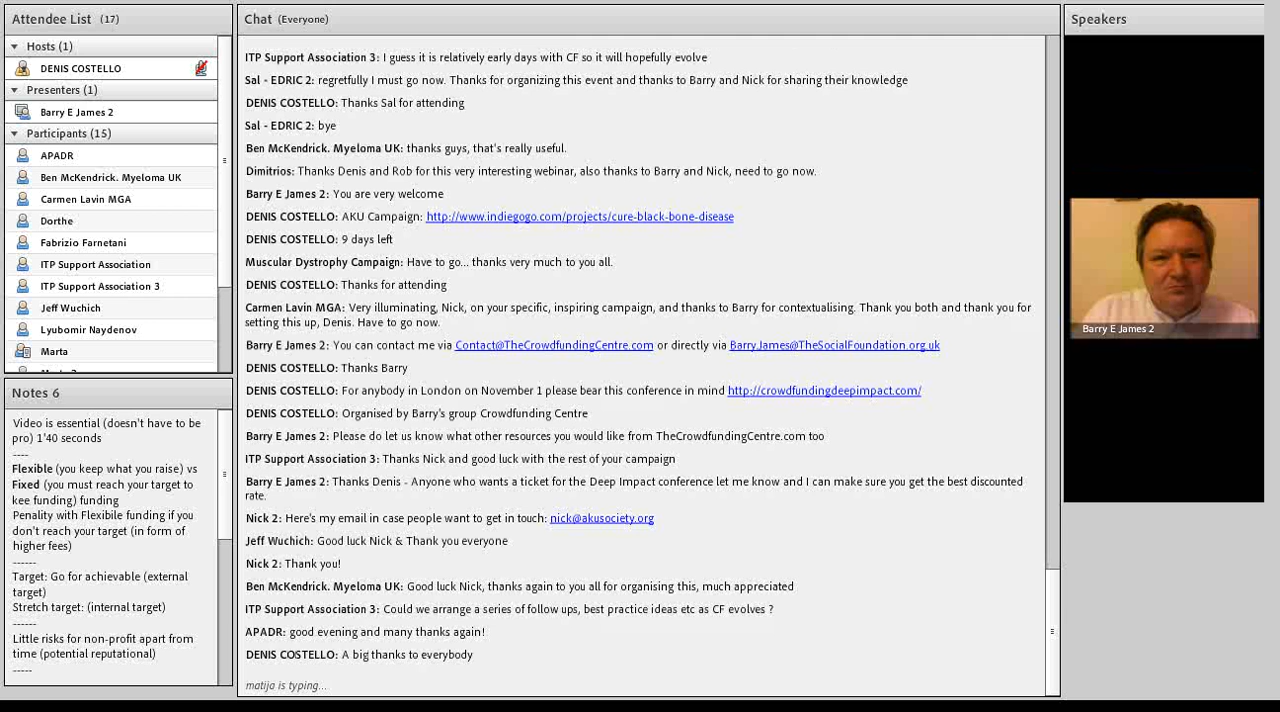 Attendee List (17)
Hosts (1)
DENIS COSTELLO
Presenters (1)
Barry E James 2
Participants (15)
APADR
Ben McKendrick. Myeloma UK
Carmen Lavin MGA
Dorthe
Fabrizio Farnetani
ITP Support Association
ITP Support Association 3
Jeff Wuchich
Lyubomir Naydenov
Marta
Notes 6
Video is essential (doesn't have to be
pro) 1'40 seconds
----
Flexible (you keep what you raise) vs
Fixed (you must reach your target to
kee funding) funding
Penality with Flexibile funding if you
don't reach your target (in form of
higher fees)
------
Target: Go for achievable (external
target)
Stretch target: (internal target)
------
Little risks for non-profit apart from
time (potential reputational)
-----
Chat (Everyone)
ITP Support Association 3: I guess it is relatively early days with CF so it will hopefully evolve
Sal - EDRIC 2: regretfully I must go now. Thanks for organizing this event and thanks to Barry and Nick for sharing their knowledge
DENIS COSTELLO: Thanks Sal for attending
Sal - EDRIC 2: bye
Ben McKendrick. Myeloma UK: thanks guys, that's really useful.
Dimitrios: Thanks Denis and Rob for this very interesting webinar, also thanks to Barry and Nick, need to go now.
Barry E James 2: You are very welcome
DENIS COSTELLO: AKU Campaign: http://www.indiegogo.com/projects/cure-black-bone-disease
DENIS COSTELLO: 9 days left
Muscular Dystrophy Campaign: Have to go... thanks very much to you all.
DENIS COSTELLO: Thanks for attending
Carmen Lavin MGA: Very illuminating, Nick, on your specific, inspiring campaign, and thanks to Barry for contextualising. Thank you both and thank you for
setting this up, Denis. Have to go now.
Barry E James 2: You can contact me via Contact@TheCrowdfundingCentre.com or directly via Barry.James@TheSocialFoundation.org.uk
DENIS COSTELLO: Thanks Barry
DENIS COSTELLO: For anybody in London on November 1 please bear this conference in mind http://crowdfundingdeepimpact.com/
DENIS COSTELLO: Organised by Barry's group Crowdfunding Centre
Barry E James 2: Please do let us know what other resources you would like from TheCrowdfundingCentre.com too
ITP Support Association 3: Thanks Nick and good luck with the rest of your campaign
Barry E James 2: Thanks Denis - Anyone who wants a ticket for the Deep Impact conference let me know and I can make sure you get the best discounted
rate.
Nick 2: Here's my email in case people want to get in touch: nick@akusociety.org
Jeff Wuchich: Good luck Nick & Thank you everyone
Nick 2: Thank you!
Ben McKendrick. Myeloma UK: Good luck Nick, thanks again to you all for organising this, much appreciated
ITP Support Association 3: Could we arrange a series of follow ups, best practice ideas etc as CF evolves ?
APADR: good evening and many thanks again!
DENIS COSTELLO: A big thanks to everybody
matija is typing...
Speakers
Barry E James 2